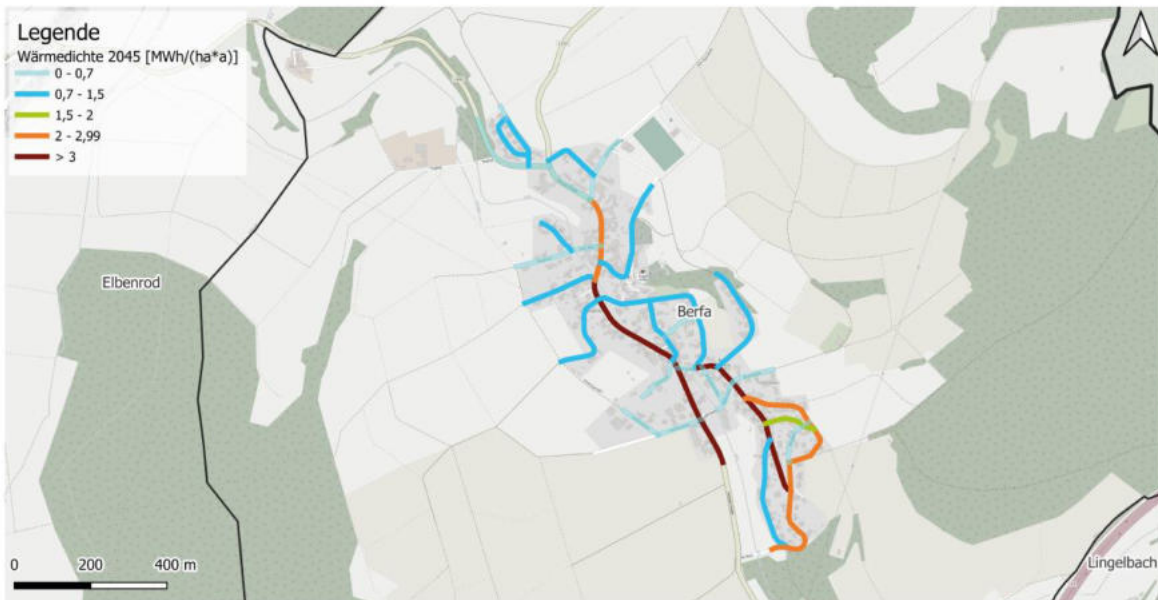 Legende
Wärmedichte 2045 [MWh/(ha*a)]
0 - 0,7
0,7 - 1,5
1,5 - 2
2 - 2,99
> 3
Elbenrod
Berfa
Lingelbach
0 200 400 m